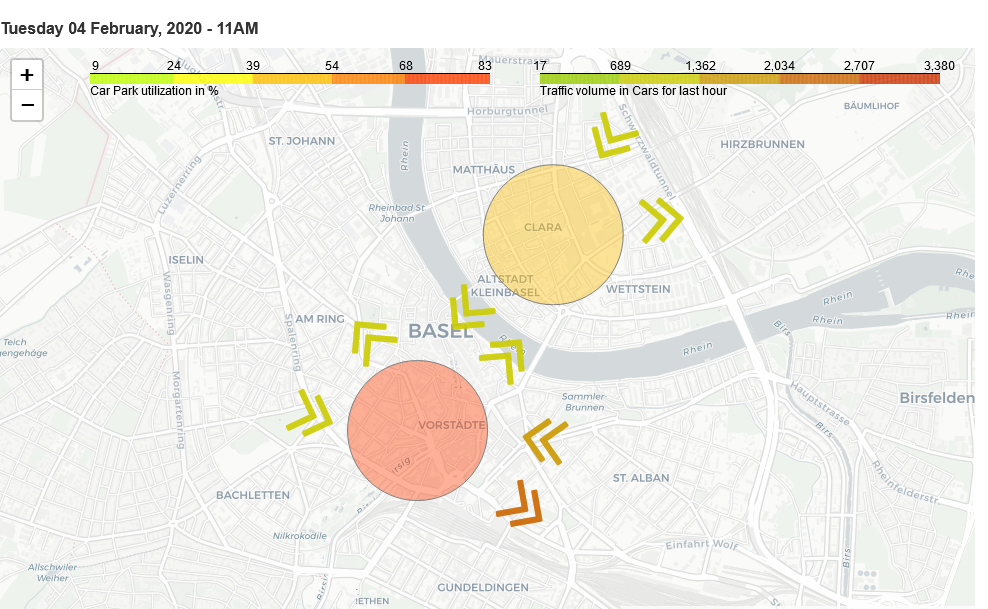 Tuesday 04 February, 2020 - 11AM
+
−
9 24 39 54 68 83
Car Park utilization in %
17 689 1,362 2,034 2,707 3,380
Traffic volume in Cars for last hour
Mauerstrasse
Horburgtunnel
Schwarzwaldtunnel
BÄUMLIHOF
HIRZBRUNNEN
ST. JOHANN
Rhein
MATTHÄUS
Luzernerring
Rheinbad St.
Johann
CLARA
ISELIN
ALTSTADT
KLEINBASEL
WETTSTEIN
Wasgenring
Spalenring
AM RING
BASEL
Rhein
Rhein
Rhein
Rhein
Rhein
Birs
Teich
Morgartenring
Sammler-
Brunnen
Hauptstrasse
Birsfelden
VORSTÄDTE
Birs
ST. ALBAN
BACHLETTEN
Rheinfelderstr.
Nilkrokodile
Einfahrt Wolf
Birs
Allschwiler
Weiher
GUNDELDINGEN